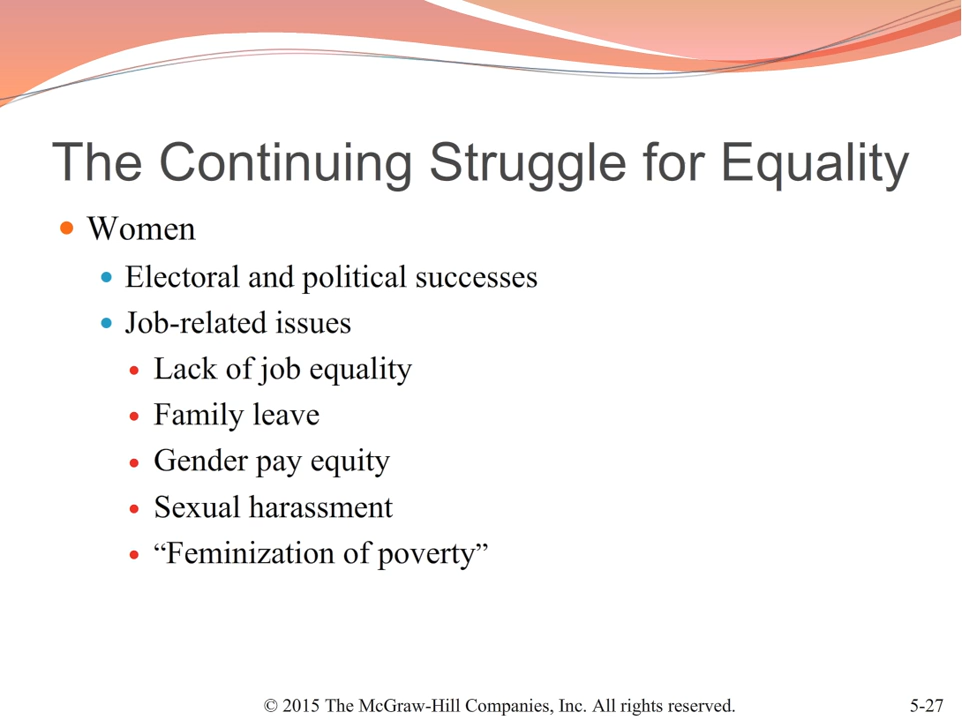 The Continuing Struggle for Equality
• Women
• Electoral and political successes
• Job-related issues
• Lack of job equality
• Family leave
• Gender pay equity
• Sexual harassment
• “Feminization of poverty”
© 2015 The McGraw-Hill Companies, Inc. All rights reserved. 5-27